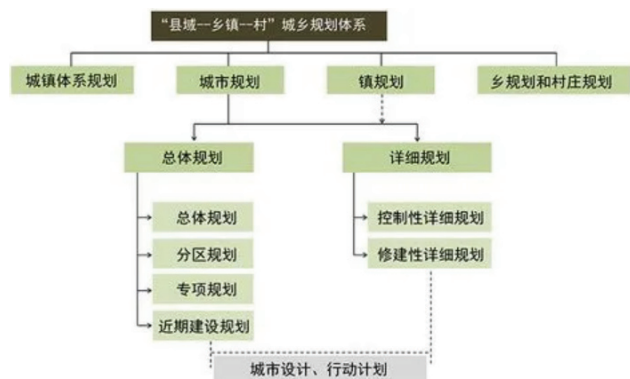 “县域--乡镇--村”城乡规划体系
城镇体系规划
城市规划
镇规划
乡规划和村庄规划
总体规划
详细规划
总体规划
分区规划
专项规划
近期建设规划
控制性详细规划
修建性详细规划
城市设计、行动计划